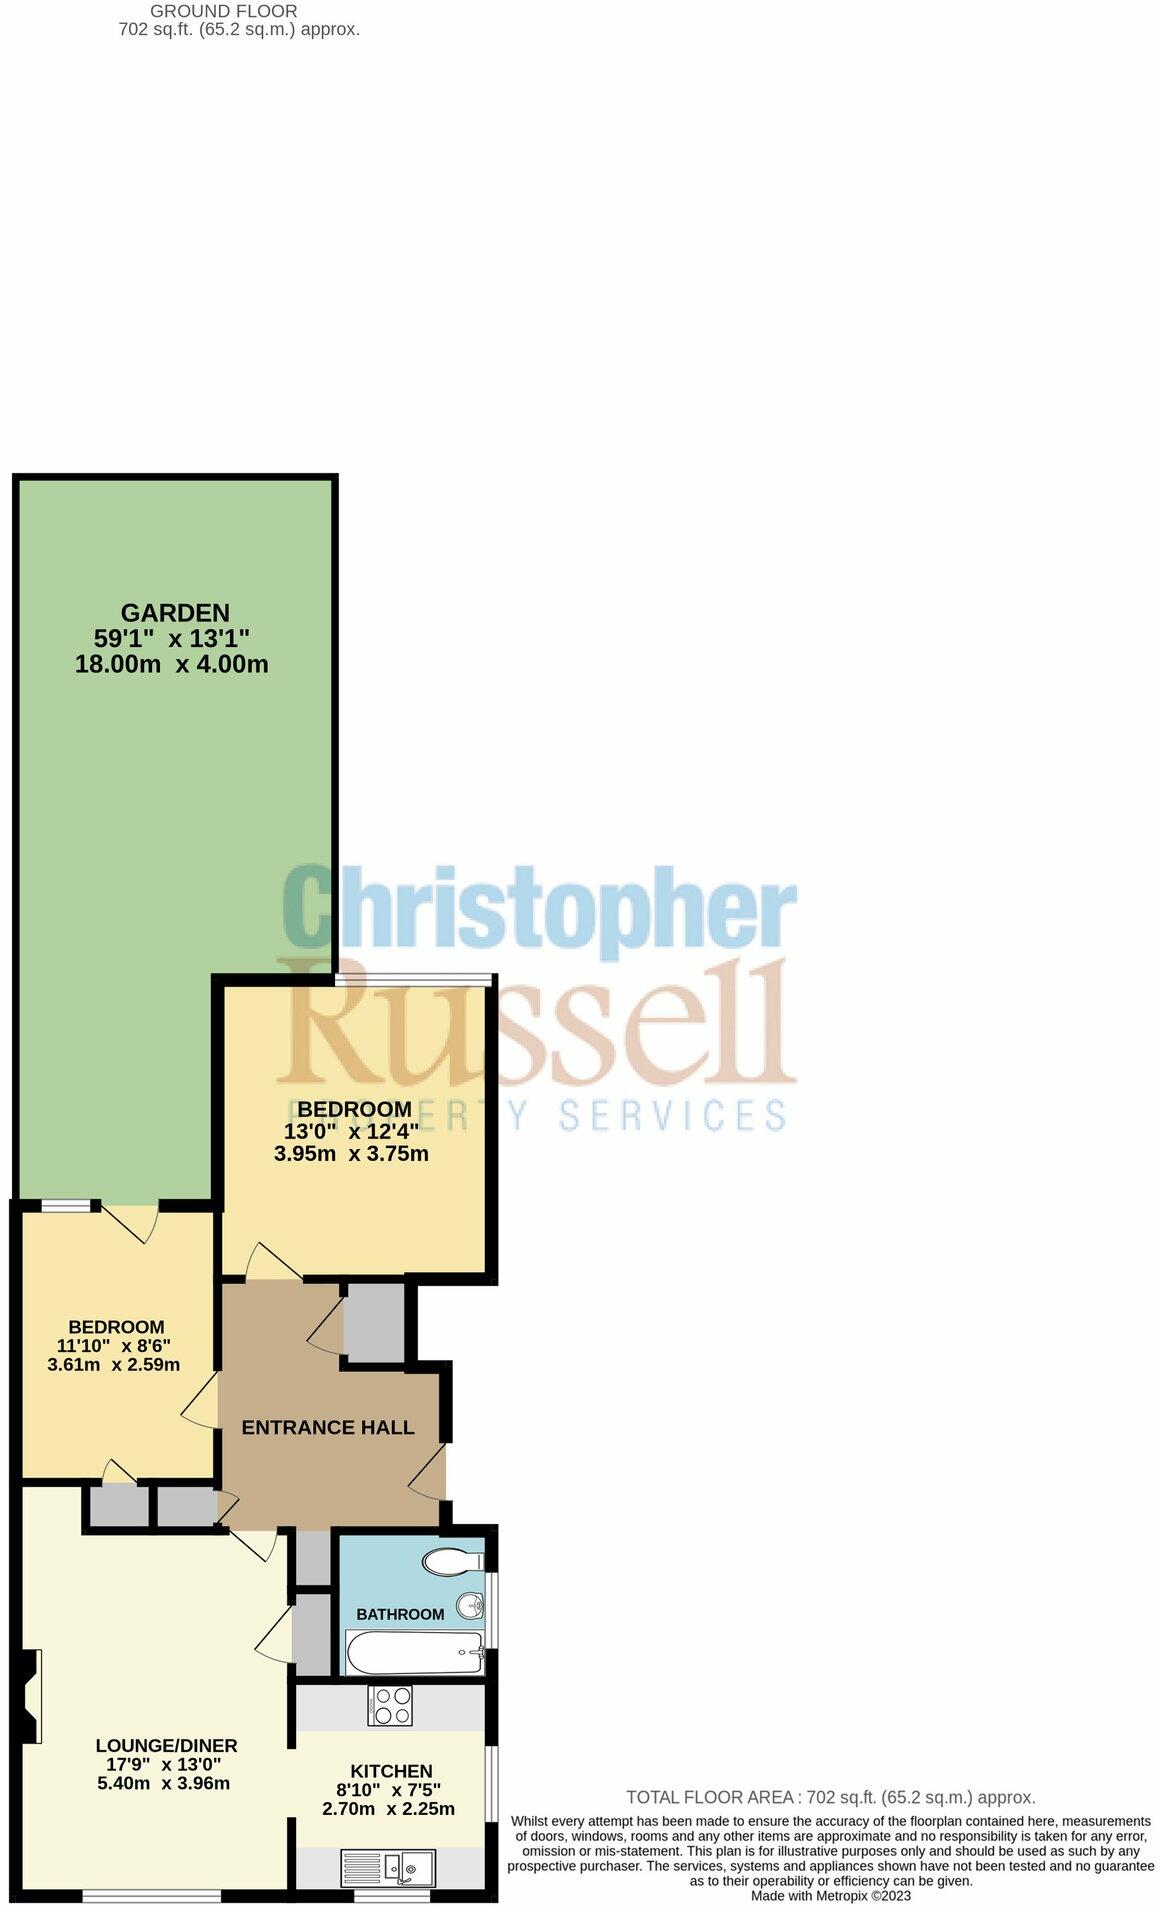 GROUND FLOOR
702 sq.ft. (65.2 sq.m.) approx.
GARDEN
59'1" x 13'1"
18.00m x 4.00m
Christopher
Russell
PROPERTY SERVICES
BEDROOM
13'0" x 12'4"
3.95m x 3.75m
BEDROOM
11'10" x 8'6"
3.61m x 2.59m
ENTRANCE HALL
BATHROOM
LOUNGE/DINER
17'9" x 13'0"
5.40m x 3.96m
KITCHEN
8'10" x 7'5"
2.70m x 2.25m
TOTAL FLOOR AREA : 702 sq.ft. (65.2 sq.m.) approx.
Whilst every attempt has been made to ensure the accuracy of the floorplan contained here, measurements
of doors, windows, rooms and any other items are approximate and no responsibility is taken for any error,
omission or mis-statement. This plan is for illustrative purposes only and should be used as such by any
prospective purchaser. The services, systems and appliances shown have not been tested and no guarantee
as to their operability or efficiency can be given.
Made with Metropix ©2023